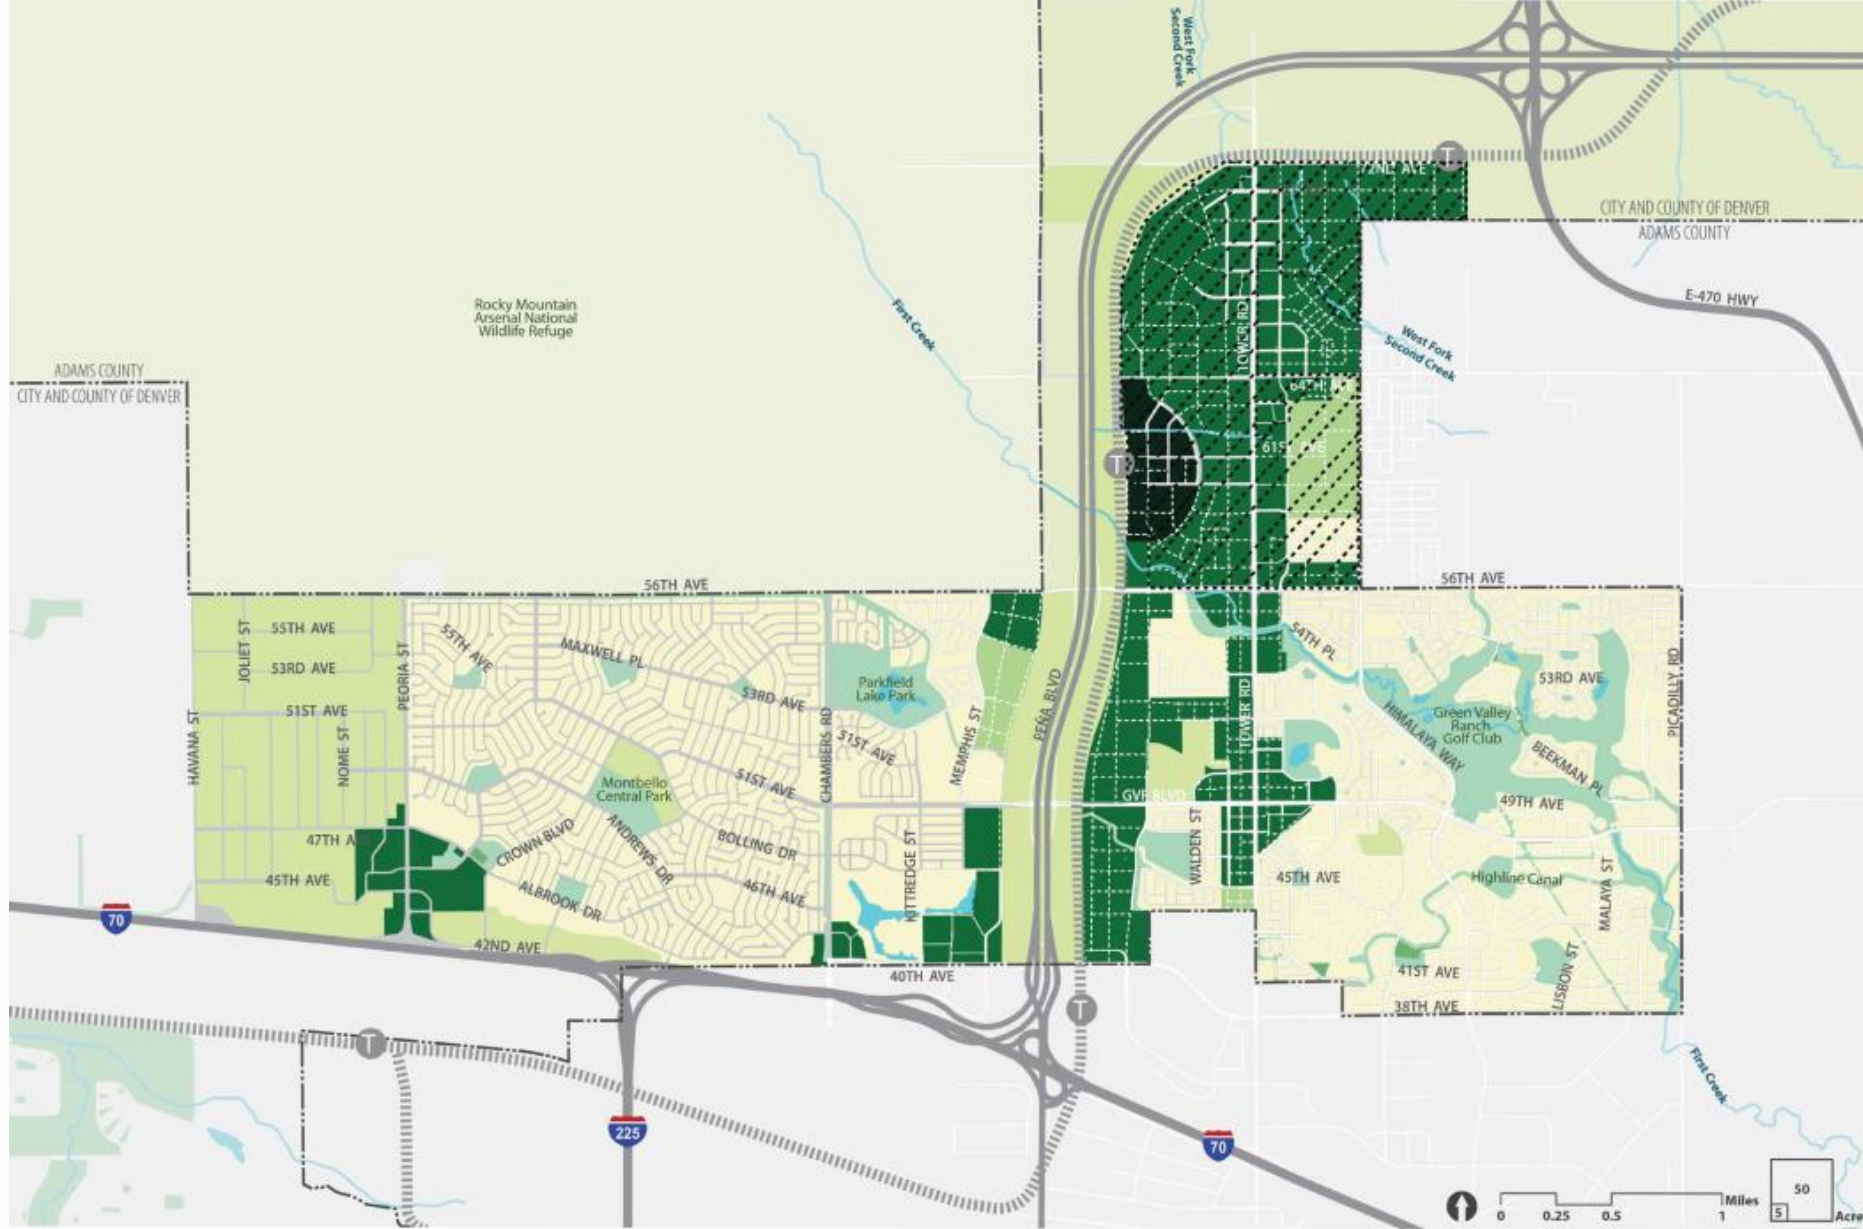 West Fork
Second Creek
T
2ND AVE
CITY AND COUNTY OF DENVER
ADAMS COUNTY
E-470 HWY
Rocky Mountain
Arsenal National
Wildlife Refuge
First Creek
TOWER RD
West Fork
Second Creek
ADAMS COUNTY
CITY AND COUNTY OF DENVER
64TH AVE
61ST AVE
T
56TH AVE
56TH AVE
JOLIET ST
55TH AVE
53RD AVE
51ST AVE
HAVANA ST
NOME ST
PEORIA ST
55TH AVE
MAXWELL PL
53RD AVE
51ST AVE
Montbello
Central Park
CHAMBERS RD
Parkfield
Lake Park
51ST AVE
MEMPHIS ST
PEÑA BLVD
TOWER RD
54TH PL
HIMALAYA WAY
Green Valley
Ranch
Golf Club
53RD AVE
BEEKMAN PL
PICADILLY RD
49TH AVE
GVR BLVD
47TH A
45TH AVE
CROWN BLVD
ANDREWS DR
BOLLING DR
46TH AVE
ALBROOK DR
KITTREDGE ST
WALDEN ST
45TH AVE
Highline Canal
MALAYA ST
70
42ND AVE
40TH AVE
41ST AVE
LISBON ST
38TH AVE
T
T
First Creek
225
70
0
0.25
0.5
1
Miles
50
5
Acre